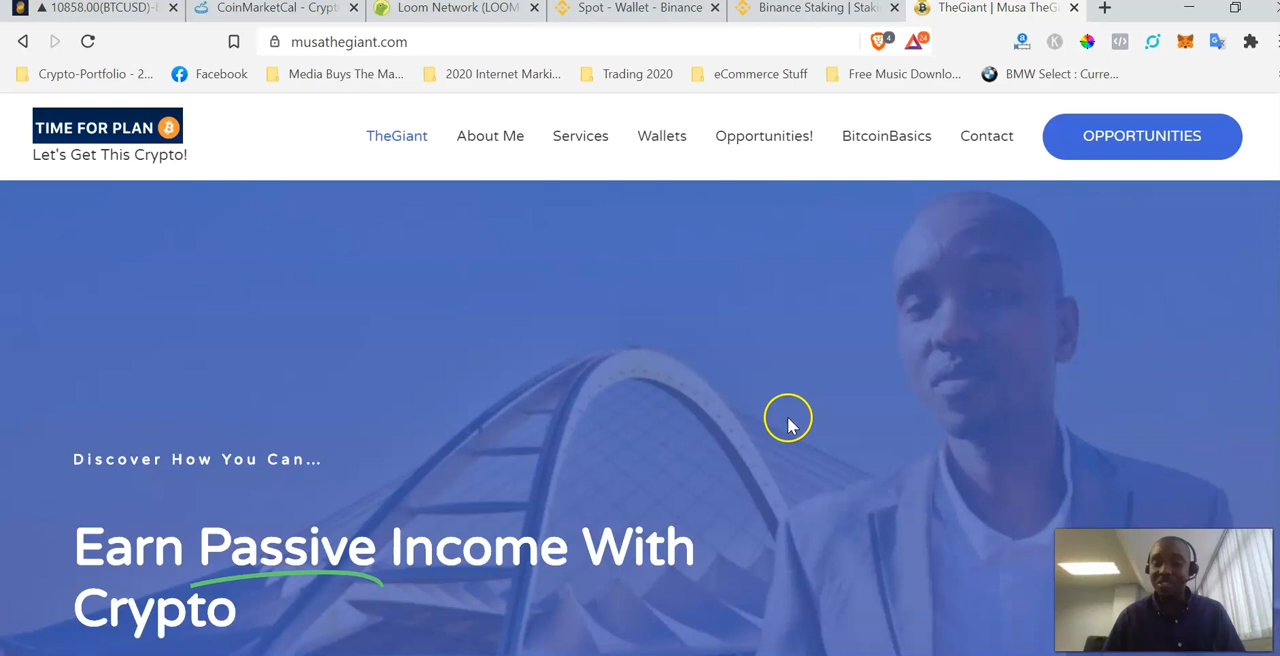 ▲ 10858.00(BTCUSD)-
CoinMarketCal - Crypt
Loom Network (LOOM
Spot - Wallet - Binance
Binance Staking | Staki
TheGiant | Musa TheGi
musathegiant.com
4
24
Crypto-Portfolio - 2...
Facebook
Media Buys The Ma...
2020 Internet Marki...
Trading 2020
eCommerce Stuff
Free Music Downlo...
BMW Select : Curre...
TIME FOR PLAN B
Let's Get This Crypto!
TheGiant
About Me
Services
Wallets
Opportunities!
BitcoinBasics
Contact
OPPORTUNITIES
Discover How You Can...
Earn Passive Income With
Crypto